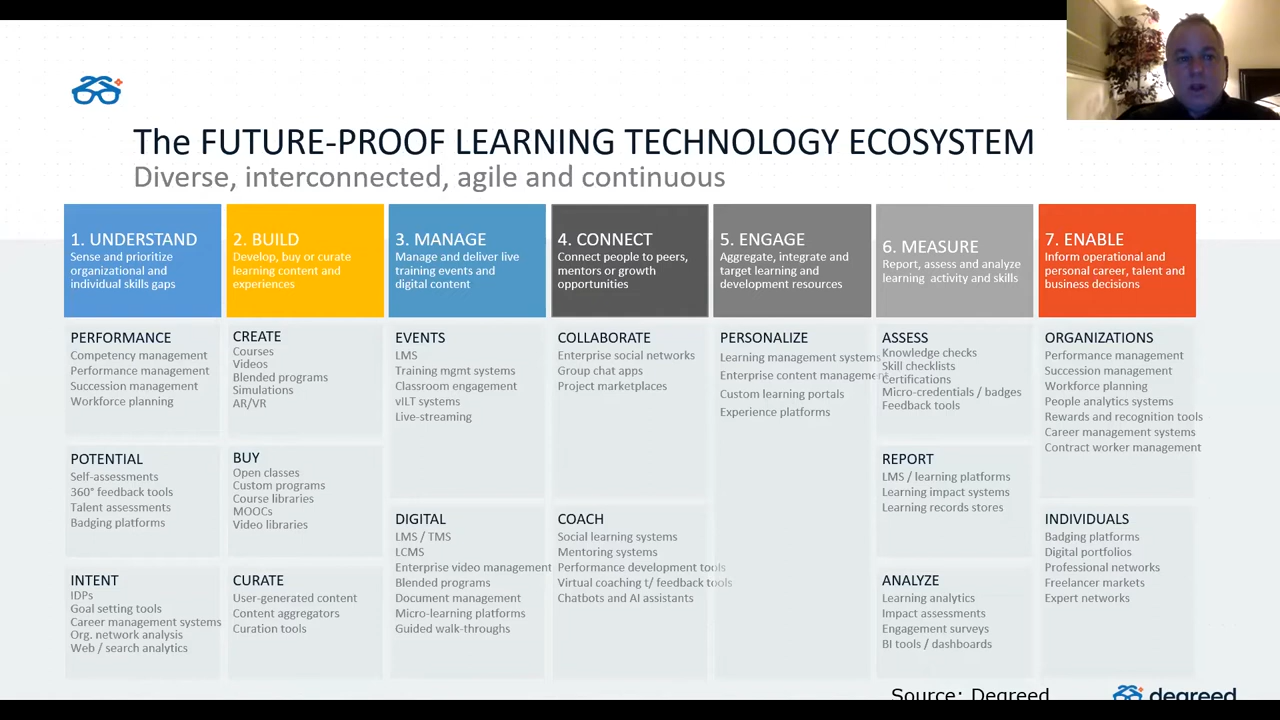 The FUTURE-PROOF LEARNING TECHNOLOGY ECOSYSTEM
Diverse, interconnected, agile and continuous
1. UNDERSTAND
Sense and prioritize
organizational and
individual skills gaps
PERFORMANCE
Competency management
Performance management
Succession management
Workforce planning
POTENTIAL
Self-assessments
360° feedback tools
Talent assessments
Badging platforms
INTENT
IDPs
Goal setting tools
Career management systems
Org. network analysis
Web / search analytics
2. BUILD
Develop, buy or curate
learning content and
experiences
CREATE
Courses
Videos
Blended programs
Simulations
AR/VR
BUY
Open classes
Custom programs
Course libraries
MOOCs
Video libraries
CURATE
User-generated content
Content aggregators
Curation tools
3. MANAGE
Manage and deliver live
training events and
digital content
EVENTS
LMS
Training mgmt systems
Classroom engagement
vILT systems
Live-streaming
DIGITAL
LMS / TMS
LCMS
Enterprise video management
Blended programs
Document management
Micro-learning platforms
Guided walk-throughs
4. CONNECT
Connect people to peers,
mentors or growth
opportunities
COLLABORATE
Enterprise social networks
Group chat apps
Project marketplaces
COACH
Social learning systems
Mentoring systems
Performance development tools
Virtual coaching t/ feedback tools
Chatbots and AI assistants
5. ENGAGE
Aggregate, integrate and
target learning and
development resources
PERSONALIZE
Learning management systems
Enterprise content management
Custom learning portals
Experience platforms
6. MEASURE
Report, assess and analyze
learning activity and skills
ASSESS
Knowledge checks
Skill checklists
Certifications
Micro-credentials / badges
Feedback tools
REPORT
LMS / learning platforms
Learning impact systems
Learning records stores
ANALYZE
Learning analytics
Impact assessments
Engagement surveys
BI tools / dashboards
7. ENABLE
Inform operational and
personal career, talent and
business decisions
ORGANIZATIONS
Performance management
Succession management
Workforce planning
People analytics systems
Rewards and recognition tools
Career management systems
Contract worker management
INDIVIDUALS
Badging platforms
Digital portfolios
Professional networks
Freelancer markets
Expert networks
Source: Degreed
degreed